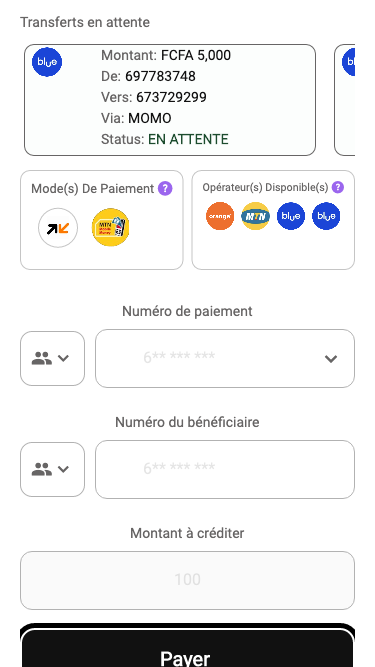 Transferts en attente
blue
Montant: FCFA 5,000
De: 697783748
Vers: 673729299
Via: MOMO
Status: EN ATTENTE
Mode(s) De Paiement ?
Opérateur(s) Disponible(s) ?
orange MTN blue blue
Numéro de paiement
6** *** ***
Numéro du bénéficiaire
6** *** ***
Montant à créditer
100
Payer